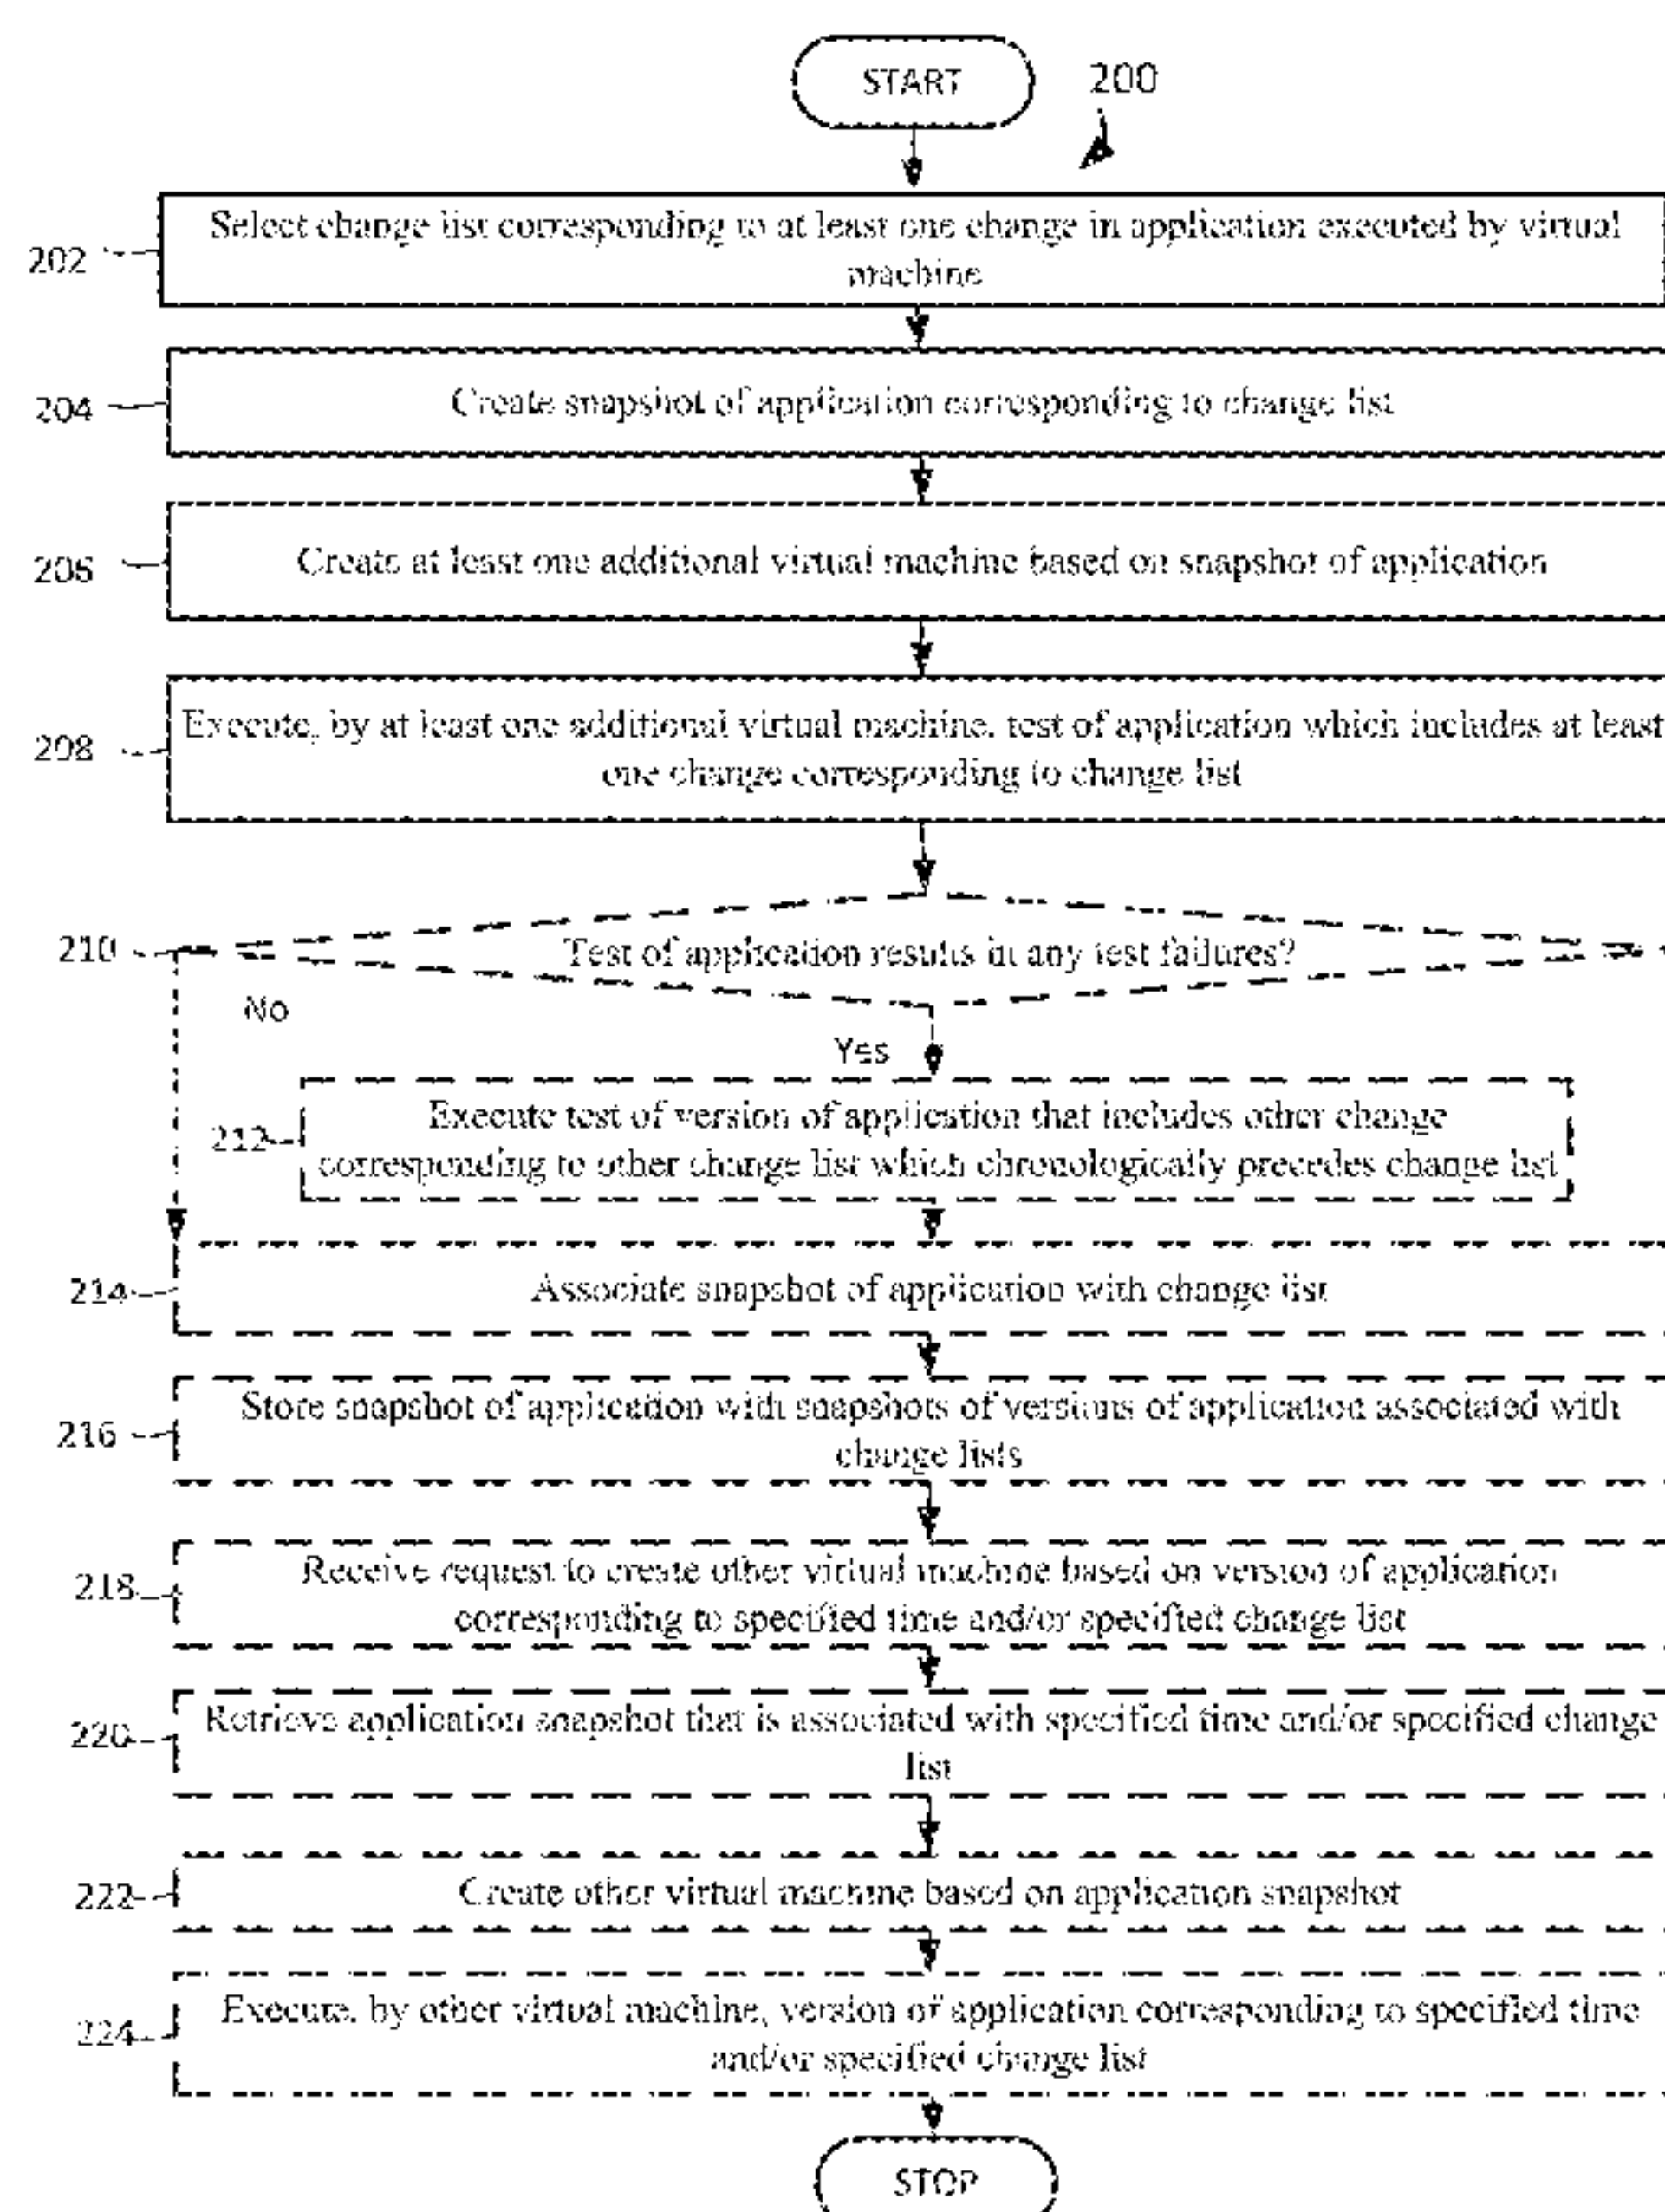 START
200
202
Select change list corresponding to at least one change in application executed by virtual
machine
204
Create snapshot of application corresponding to change list
206
Create at least one additional virtual machine based on snapshot of application
208
Execute, by at least one additional virtual machine, test of application which includes at least
one change corresponding to change list
210
Test of application results in any test failures?
No
Yes
212
Execute test of version of application that includes other change
corresponding to other change list which chronologically precedes change list
214
Associate snapshot of application with change list
216
Store snapshot of application with snapshots of versions of application associated with
change lists
218
Receive request to create other virtual machine based on version of application
corresponding to specified time and/or specified change list
220
Retrieve application snapshot that is associated with specified time and/or specified change
list
222
Create other virtual machine based on application snapshot
224
Execute, by other virtual machine, version of application corresponding to specified time
and/or specified change list
STOP